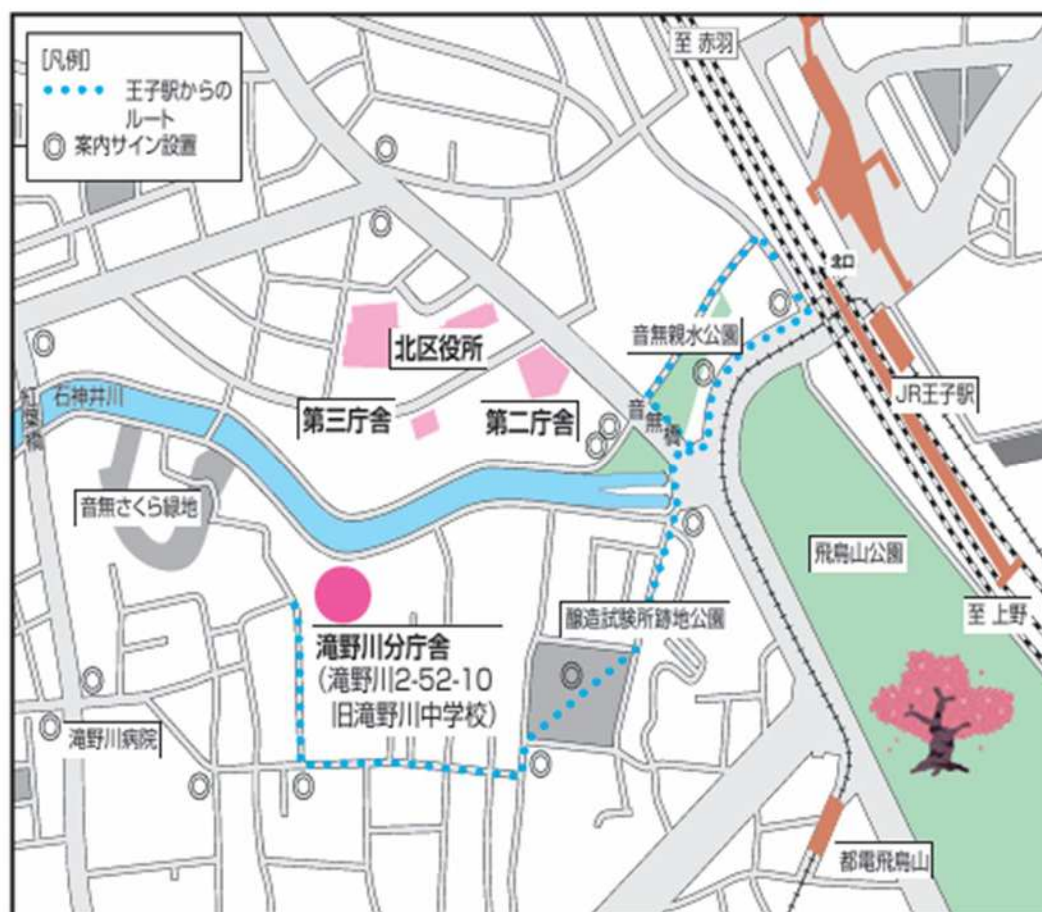 [凡例]
王子駅からの
ルート
案内サイン設置
至 赤羽
北口
音無親水公園
北区役所
JR王子駅
石神井川
第三庁舎
第二庁舎
音無橋
紅葉橋
音無さくら緑地
飛鳥山公園
醸造試験所跡地公園
至 上野
滝野川分庁舎
(滝野川2-52-10
旧滝野川中学校)
滝野川病院
都電飛鳥山